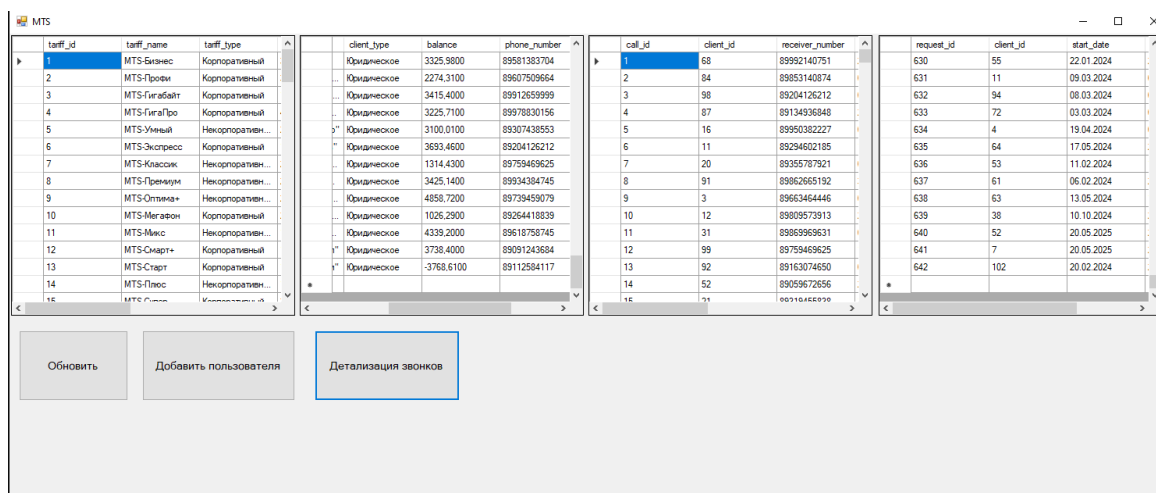 MTS
tariff_id tariff_name tariff_type
1 MTS-Бизнес Корпоративный
2 MTS-Профи Корпоративный
3 MTS-Гигабайт Корпоративный
4 MTS-ГигаПро Корпоративный
5 MTS-Умный Некорпоративн...
6 MTS-Экспресс Корпоративный
7 MTS-Классик Некорпоративн...
8 MTS-Премиум Некорпоративн...
9 MTS-Оптима+ Некорпоративн...
10 MTS-Мегафон Корпоративный
11 MTS-Микс Некорпоративн...
12 MTS-Смарт+ Корпоративный
13 MTS-Старт Корпоративный
14 MTS-Плюс Некорпоративн...
client_type balance phone_number
Юридическое 3325,9800 89581383704
... Юридическое 2274,3100 89607509664
... Юридическое 3415,4000 89912659999
Юридическое 3225,7100 89978830156
Юридическое 3100,0100 89307438553
" Юридическое 3693,4600 89204126212
Юридическое 1314,4300 89759469625
Юридическое 3425,1400 89934384745
Юридическое 4858,7200 89739459079
Юридическое 1026,2900 89264418839
Юридическое 4339,2000 89618758745
Юридическое 3738,4000 89091243684
Юридическое -3768,6100 89112584117
call_id client_id receiver_number
1 68 89992140751
2 84 89853140874
3 98 89204126212
4 87 89134936848
5 16 89950382227
6 11 89294602185
7 20 89355787921
8 91 89862665192
9 3 89663464446
10 12 89809573913
11 31 89869969631
12 99 89759469625
13 92 89163074650
14 52 89059672656
request_id client_id start_date
630 55 22.01.2024
631 11 09.03.2024
632 94 08.03.2024
633 72 03.03.2024
634 4 19.04.2024
635 64 17.05.2024
636 53 11.02.2024
637 61 06.02.2024
638 63 13.05.2024
639 38 10.10.2024
640 52 20.05.2025
641 7 20.05.2025
642 102 20.02.2024
Обновить
Добавить пользователя
Детализация звонков